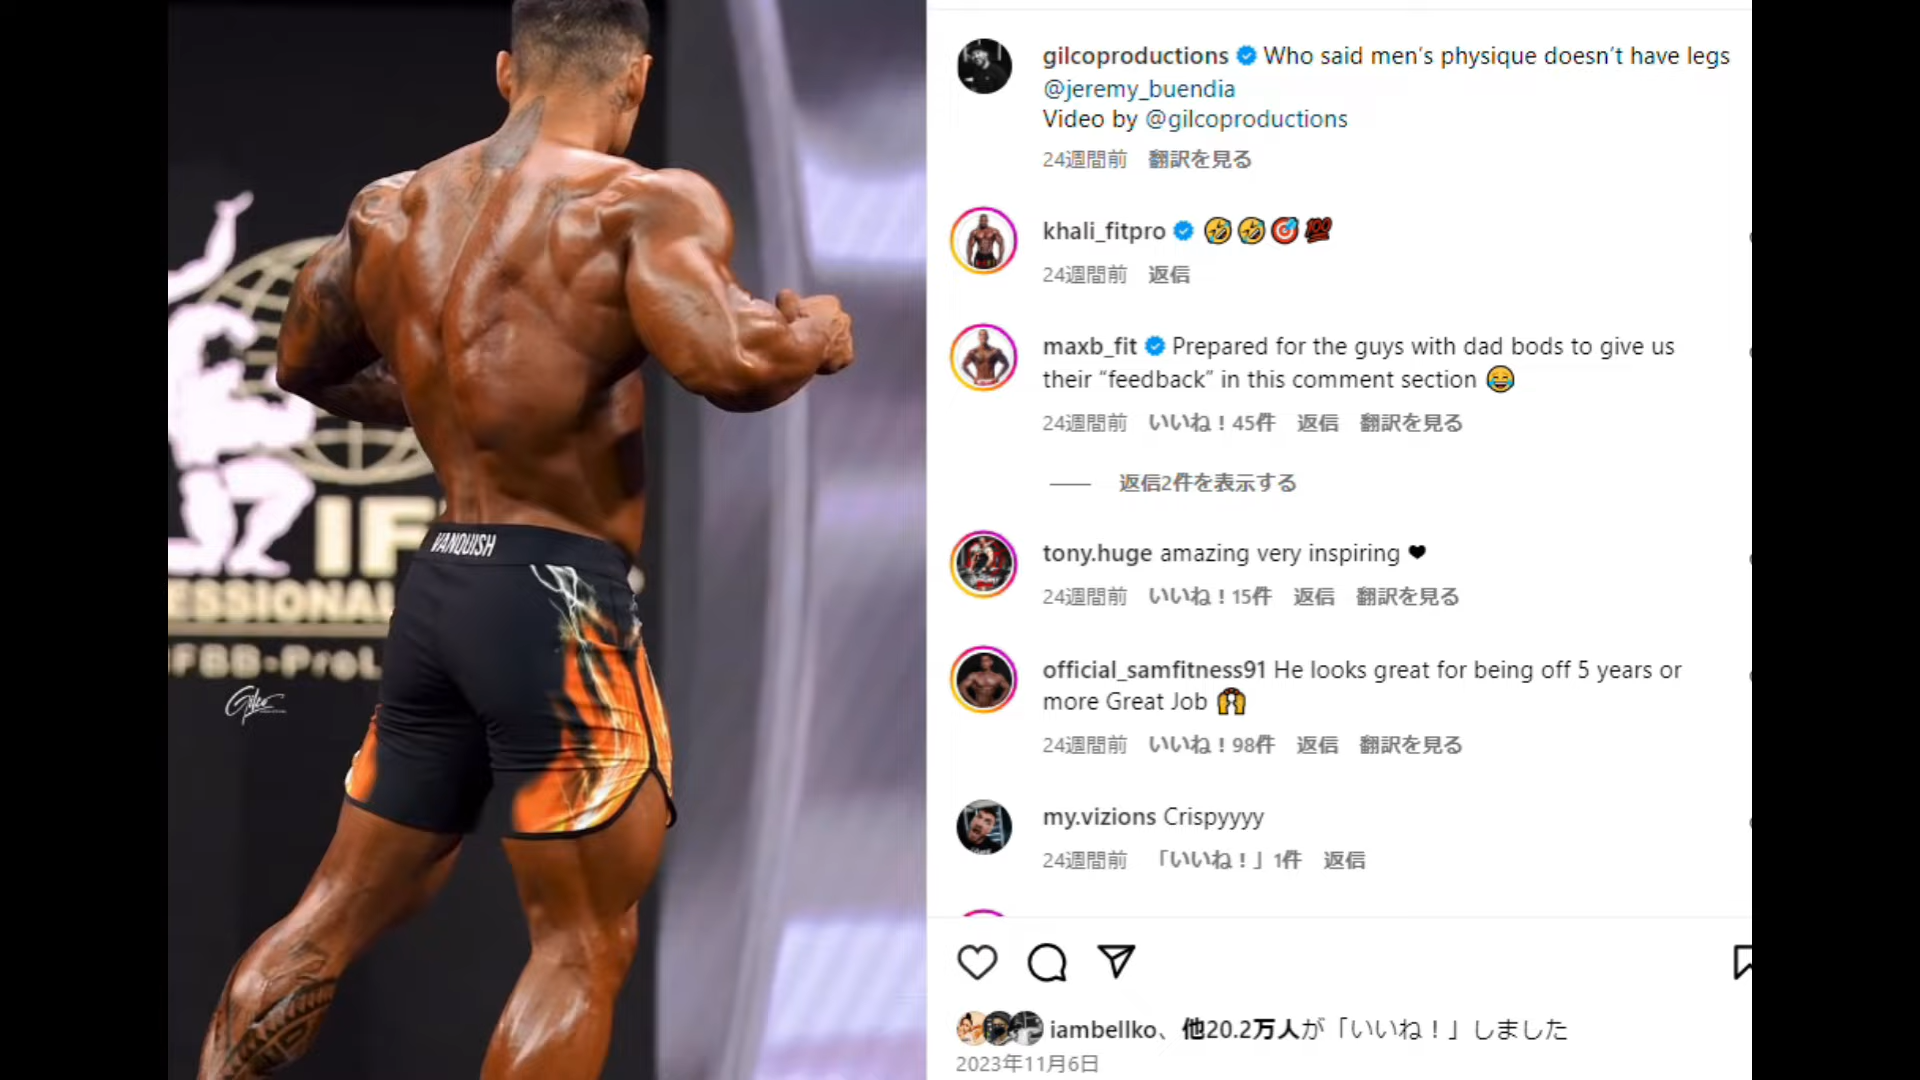 VANQUISH
IF
ESSIONAL
FBB-ProL
Gilco
gilcoproductions Who said men's physique doesn't have legs
@jeremy_buendia
Video by @gilcoproductions
24週間前 翻訳を見る
khali_fitpro 🤣🤣🎯💯
24週間前 返信
maxb_fit Prepared for the guys with dad bods to give us
their “feedback” in this comment section 😂
24週間前 いいね！45件 返信 翻訳を見る
返信2件を表示する
tony.huge amazing very inspiring ❤
24週間前 いいね！15件 返信 翻訳を見る
official_samfitness91 He looks great for being off 5 years or
more Great Job 🙌
24週間前 いいね！98件 返信 翻訳を見る
my.vizions Crispyyyy
24週間前 「いいね！」1件 返信
iambellko、他20.2万人が「いいね！」しました
2023年11月6日